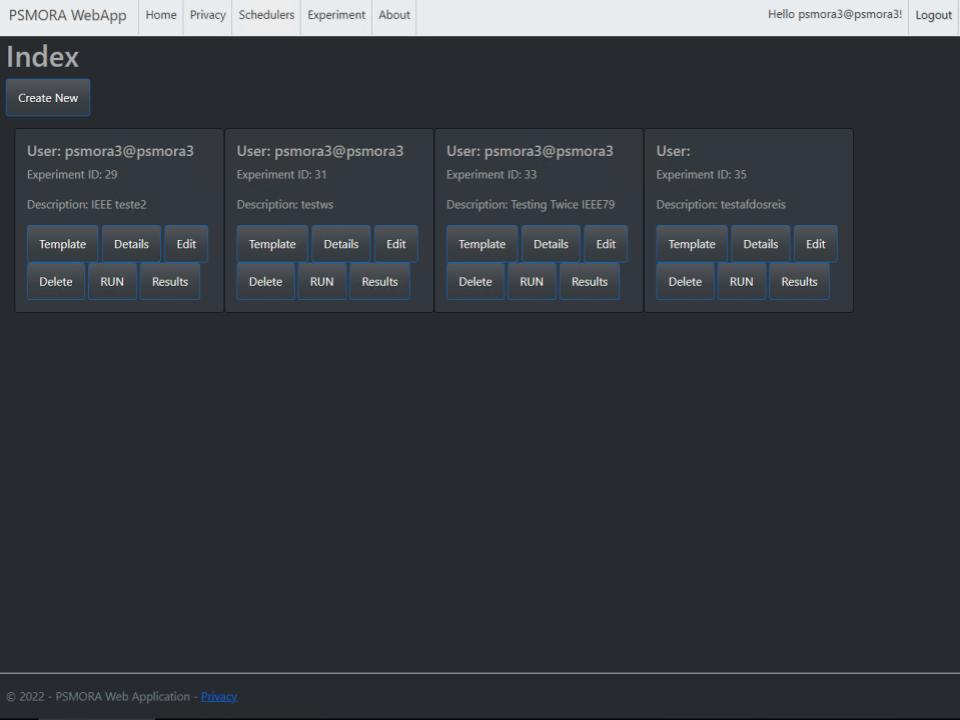 PSMORA WebApp Home Privacy Schedulers Experiment About Hello psmora3@psmora3! Logout
Index
Create New
User: psmora3@psmora3
Experiment ID: 29
Description: IEEE teste2
Template Details Edit
Delete RUN Results
User: psmora3@psmora3
Experiment ID: 31
Description: testws
Template Details Edit
Delete RUN Results
User: psmora3@psmora3
Experiment ID: 33
Description: Testing Twice IEEE79
Template Details Edit
Delete RUN Results
User:
Experiment ID: 35
Description: testafdosreis
Template Details Edit
Delete RUN Results
© 2022 - PSMORA Web Application - Privacy